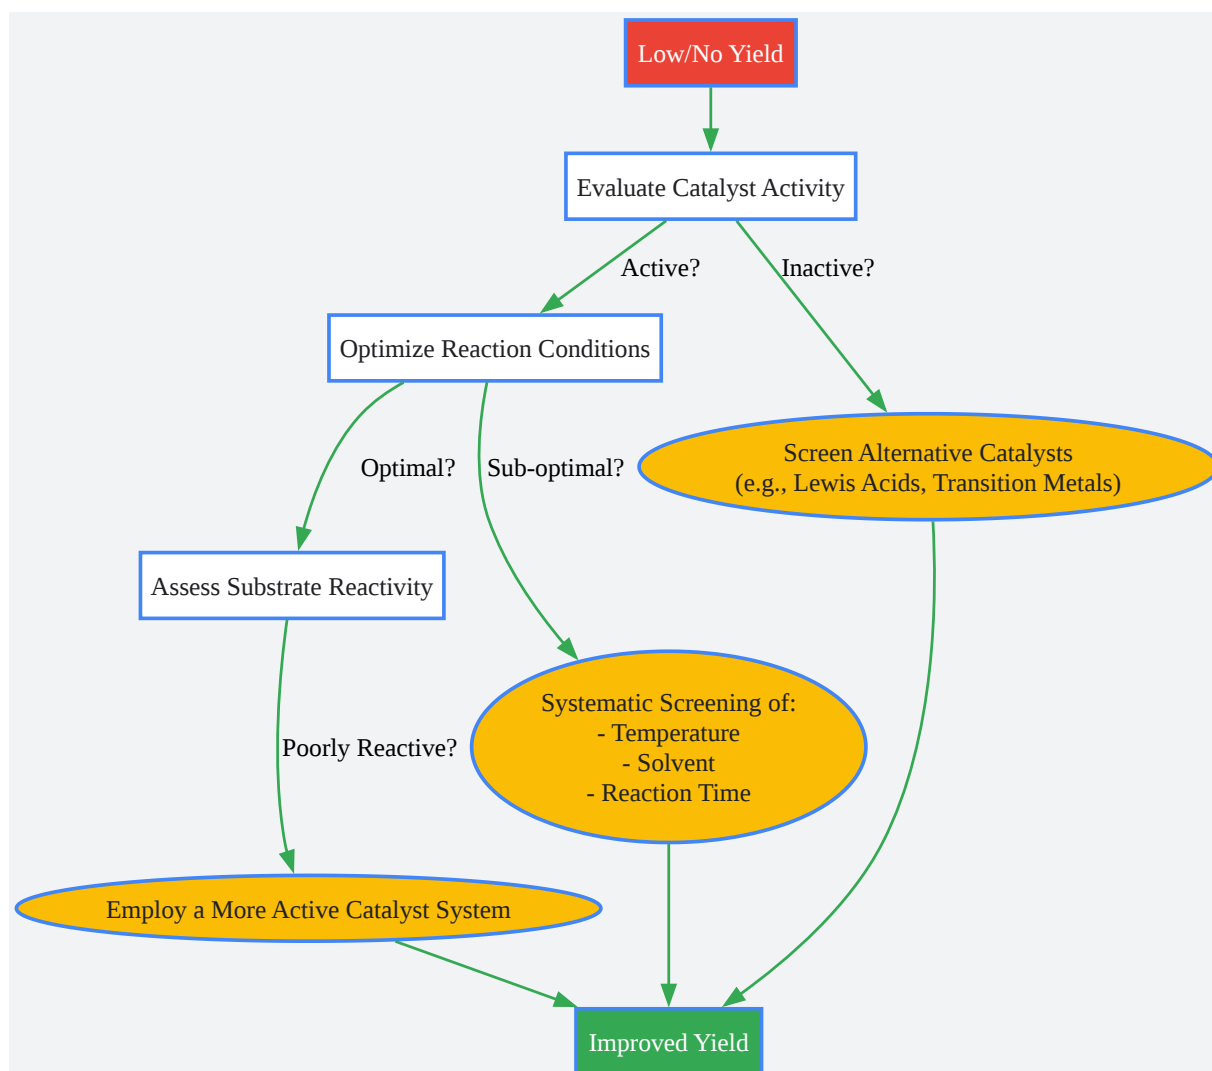 Low/No Yield
Evaluate Catalyst Activity
Active?
Inactive?
Optimize Reaction Conditions
Optimal?
Sub-optimal?
Screen Alternative Catalysts
(e.g., Lewis Acids, Transition Metals)
Assess Substrate Reactivity
Poorly Reactive?
Systematic Screening of:
- Temperature
- Solvent
- Reaction Time
Employ a More Active Catalyst System
Improved Yield